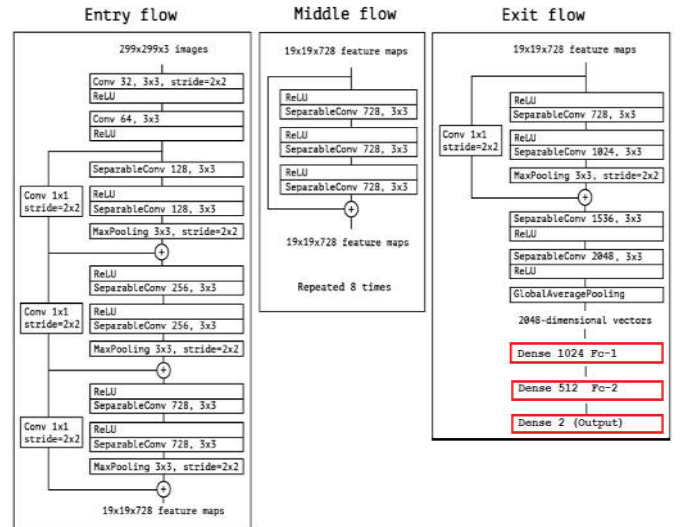 Entry flow
299x299x3 images
Conv 32, 3x3, stride=2x2
ReLU
Conv 64, 3x3
ReLU
SeparableConv 128, 3x3
Conv 1x1
stride=2x2
ReLU
SeparableConv 128, 3x3
MaxPooling 3x3, stride=2x2
+
ReLU
SeparableConv 256, 3x3
Conv 1x1
stride=2x2
ReLU
SeparableConv 256, 3x3
MaxPooling 3x3, stride=2x2
+
ReLU
SeparableConv 728, 3x3
Conv 1x1
stride=2x2
ReLU
SeparableConv 728, 3x3
MaxPooling 3x3, stride=2x2
+
19x19x728 feature maps
Middle flow
19x19x728 feature maps
ReLU
SeparableConv 728, 3x3
ReLU
SeparableConv 728, 3x3
ReLU
SeparableConv 728, 3x3
+
19x19x728 feature maps
Repeated 8 times
Exit flow
19x19x728 feature maps
ReLU
SeparableConv 728, 3x3
Conv 1x1
stride=2x2
ReLU
SeparableConv 1024, 3x3
MaxPooling 3x3, stride=2x2
+
SeparableConv 1536, 3x3
ReLU
SeparableConv 2048, 3x3
ReLU
GlobalAveragePooling
2048-dimensional vectors
Dense 1024 Fc-1
Dense 512 Fc-2
Dense 2 (Output)